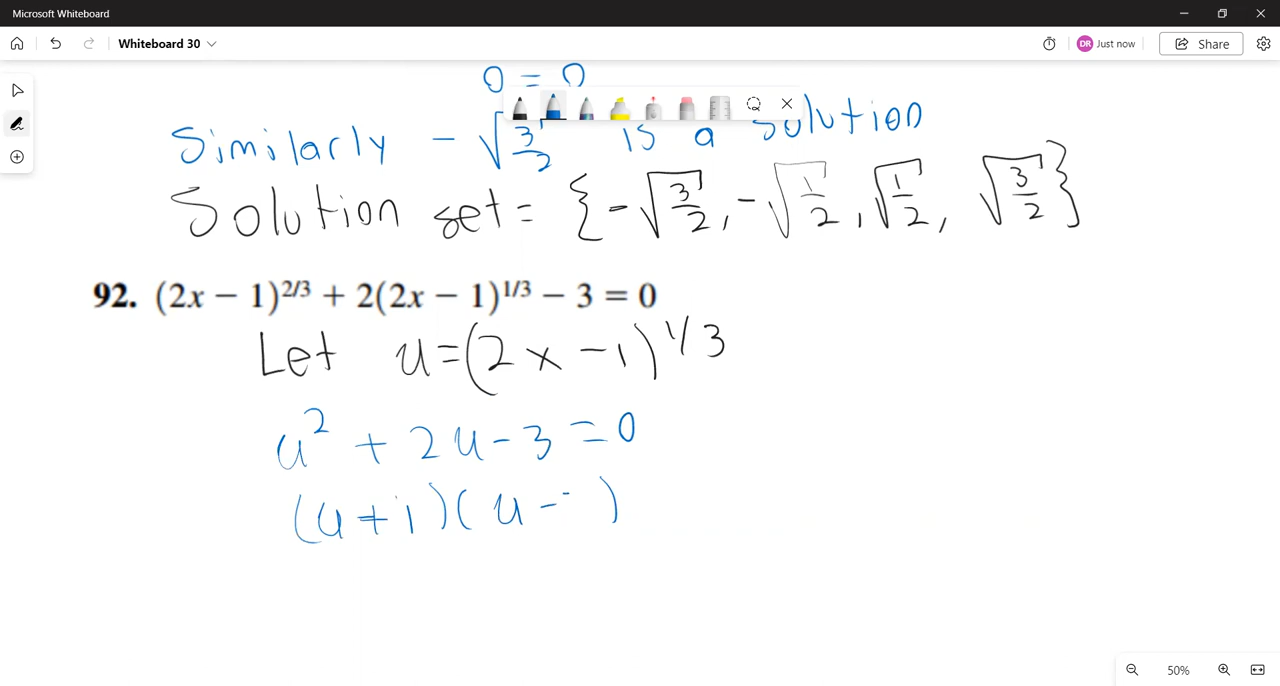 Microsoft Whiteboard
Whiteboard 30
DR Just now Share
0 = 0
Similarly - √3/2 is a solution
Solution set = {-√3/2, -√1/2, √1/2, √3/2}
92. (2x − 1)^2/3 + 2(2x − 1)^1/3 − 3 = 0
Let u=(2x-1)^1/3
u^2 + 2u-3 = 0
(u+1)(u- )
50%